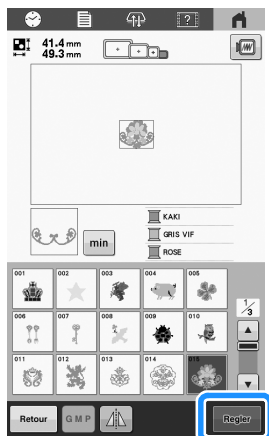 41.4 mm
49.3 mm
min
KAKI
GRIS VIF
ROSE
001 002 003 004 005
006 007 008 009 010
1/3
011 012 013 014 015
Retour
G M P
Regler